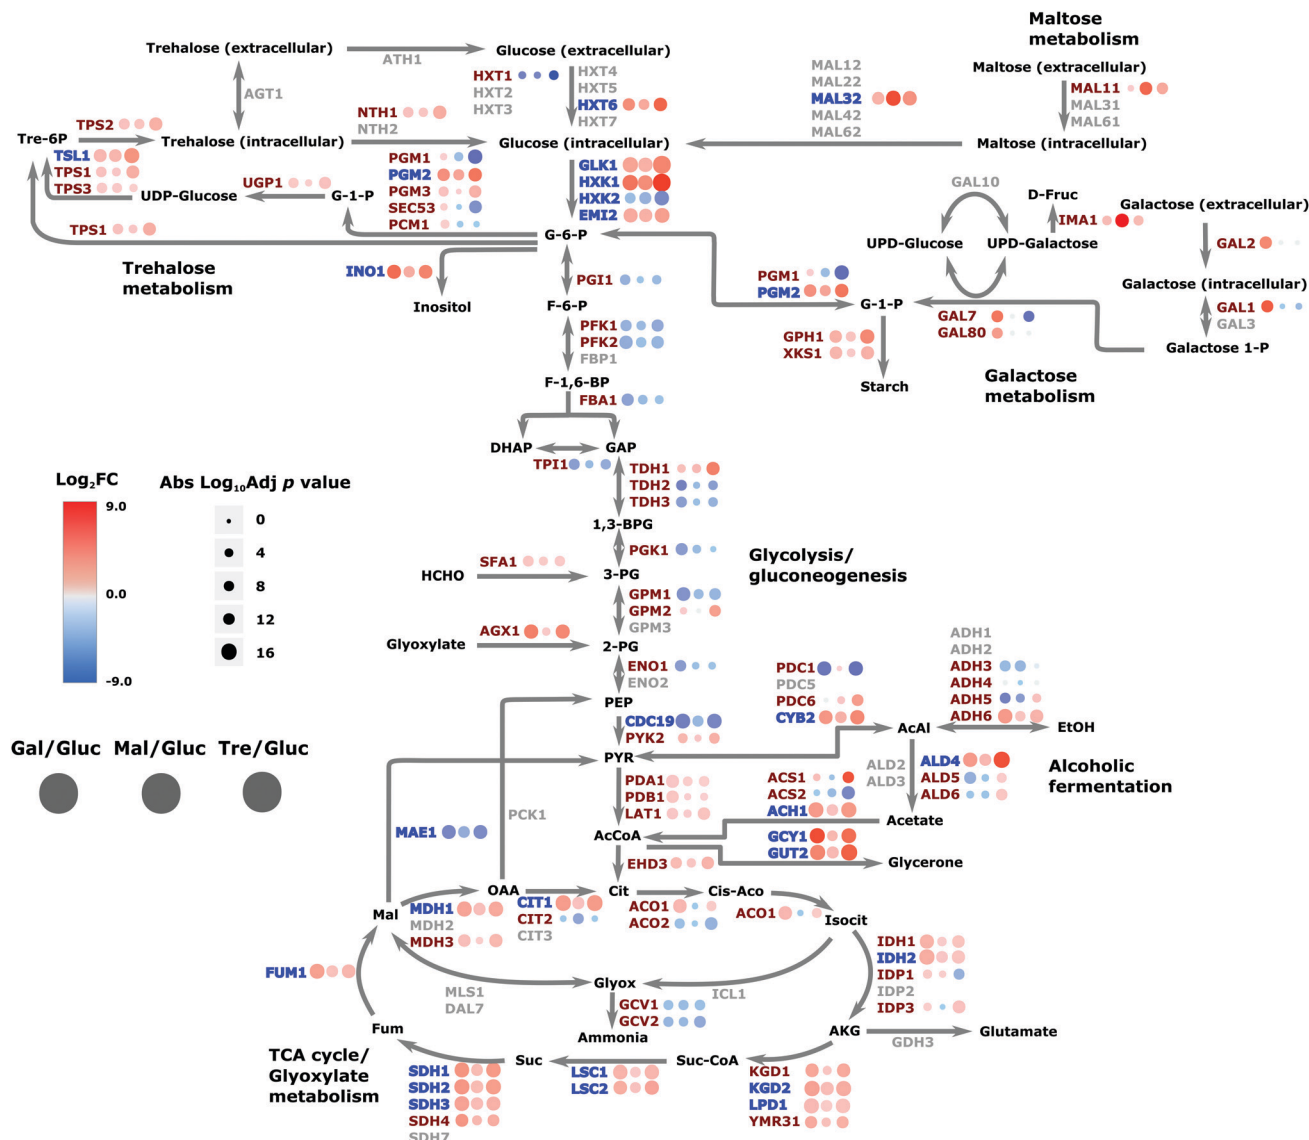 Trehalose (extracellular)
ATH1
Glucose (extracellular)
AGT1
HXT1
HXT2
HXT3
HXT4
HXT5
HXT6
HXT7
Maltose
metabolism
Maltose (extracellular)
MAL11
MAL31
MAL61
Maltose (intracellular)
MAL12
MAL22
MAL32
MAL42
MAL62
Tre-6P
TPS2
Trehalose (intracellular)
NTH1
NTH2
Glucose (intracellular)
TSL1
TPS1
TPS3
UDP-Glucose
UGP1
G-1-P
PGM1
PGM2
PGM3
SEC53
PCM1
GLK1
HXK1
HXK2
EMI2
TPS1
G-6-P
Trehalose
metabolism
INO1
Inositol
GAL10
D-Fruc
IMA1
UPD-Glucose
UPD-Galactose
Galactose (extracellular)
GAL2
Galactose (intracellular)
GAL1
GAL3
Galactose 1-P
GAL7
GAL80
PGM1
PGM2
G-1-P
GPH1
XKS1
Starch
Galactose
metabolism
PGI1
F-6-P
PFK1
PFK2
FBP1
F-1,6-BP
FBA1
DHAP
GAP
TPI1
TDH1
TDH2
TDH3
1,3-BPG
PGK1
Glycolysis/
gluconeogenesis
HCHO
SFA1
3-PG
GPM1
GPM2
GPM3
Glyoxylate
AGX1
2-PG
ENO1
ENO2
PEP
CDC19
PYK2
PYR
Log2FC
9.0
0.0
-9.0
Abs Log10Adj p value
0
4
8
12
16
Gal/Gluc Mal/Gluc Tre/Gluc
PDC1
PDC5
PDC6
CYB2
ADH1
ADH2
ADH3
ADH4
ADH5
ADH6
AcAl
EtOH
ALD2
ALD3
ALD4
ALD5
ALD6
Alcoholic
fermentation
ACS1
ACS2
ACH1
Acetate
GCY1
GUT2
Glycerone
PDA1
PDB1
LAT1
AcCoA
EHD3
PCK1
MAE1
OAA
Cit
Cis-Aco
Mal
MDH1
MDH2
MDH3
CIT1
CIT2
CIT3
ACO1
ACO2
ACO1
Isocit
IDH1
IDH2
IDP1
IDP2
IDP3
FUM1
Glyox
ICL1
MLS1
DAL7
GCV1
GCV2
Ammonia
Fum
AKG
GDH3
Glutamate
Suc
Suc-CoA
TCA cycle/
Glyoxylate
metabolism
SDH1
SDH2
SDH3
SDH4
SDH7
LSC1
LSC2
KGD1
KGD2
LPD1
YMR31